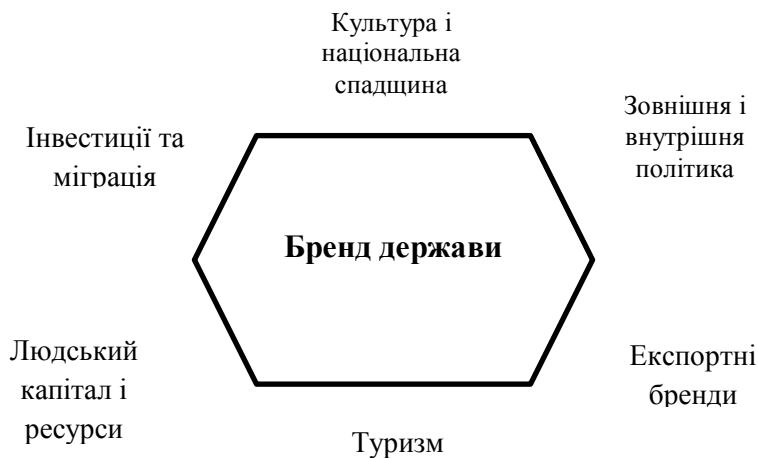 Культура і
національна
спадщина
Зовнішня і
внутрішня
політика
Інвестиції та
міграція
Бренд держави
Людський
капітал і
ресурси
Експортні
бренди
Туризм